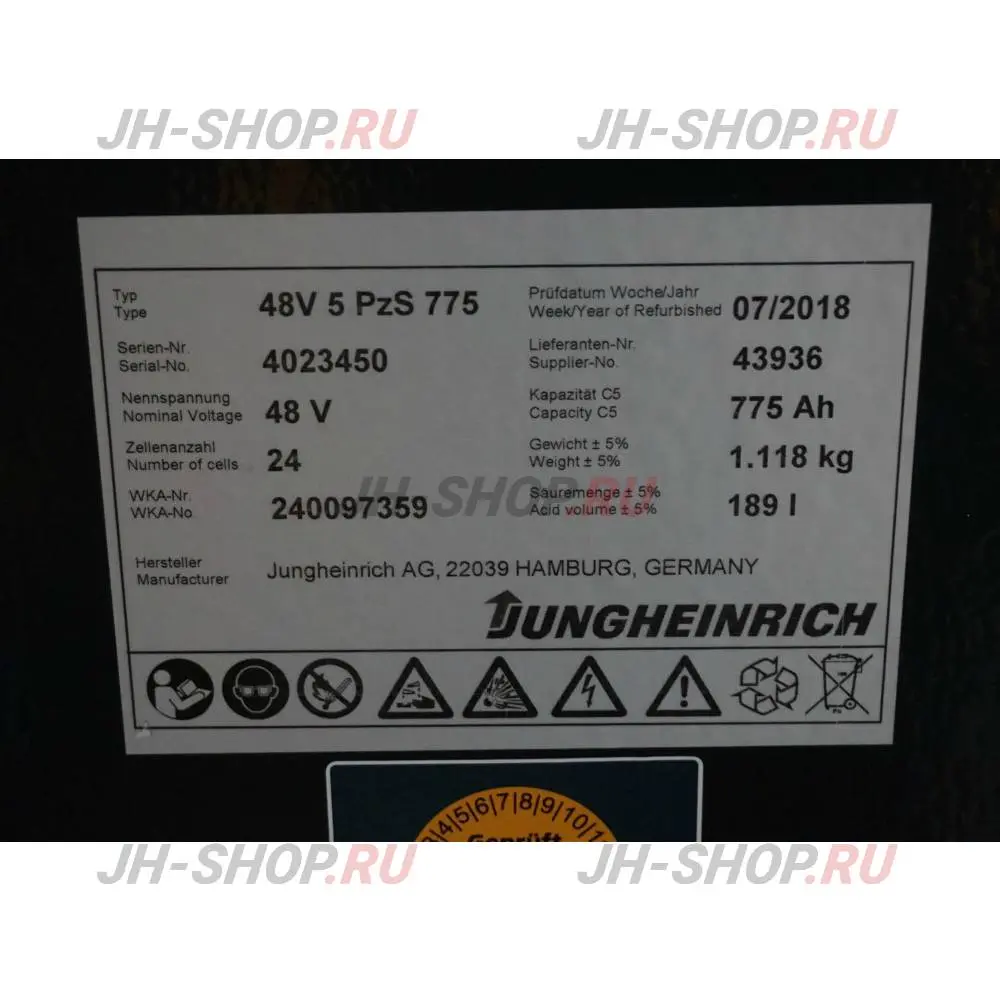 JH-SHOP.RU JH-SHOP.RU
Typ
Type
48V 5 PzS 775
Prüfdatum Woche/Jahr
Week/Year of Refurbished
07/2018
Serien-Nr.
Serial-No.
4023450
Lieferanten-Nr.
Supplier-No.
43936
Nennspannung
Nominal Voltage
48 V
Kapazität C5
Capacity C5
775 Ah
Zellenanzahl
Number of cells
24
Gewicht ± 5%
Weight ± 5%
1.118 kg
WKA-Nr.
WKA-No.
240097359
JH-SHOP.RU
Säuremenge ± 5%
Acid volume ± 5%
189 l
Hersteller
Manufacturer
Jungheinrich AG, 22039 HAMBURG, GERMANY
JUNGHEINRICH
Pb
4|5|6|7|8|9|10|
Geprüft
JH-SHOP.RU JH-SHOP.RU